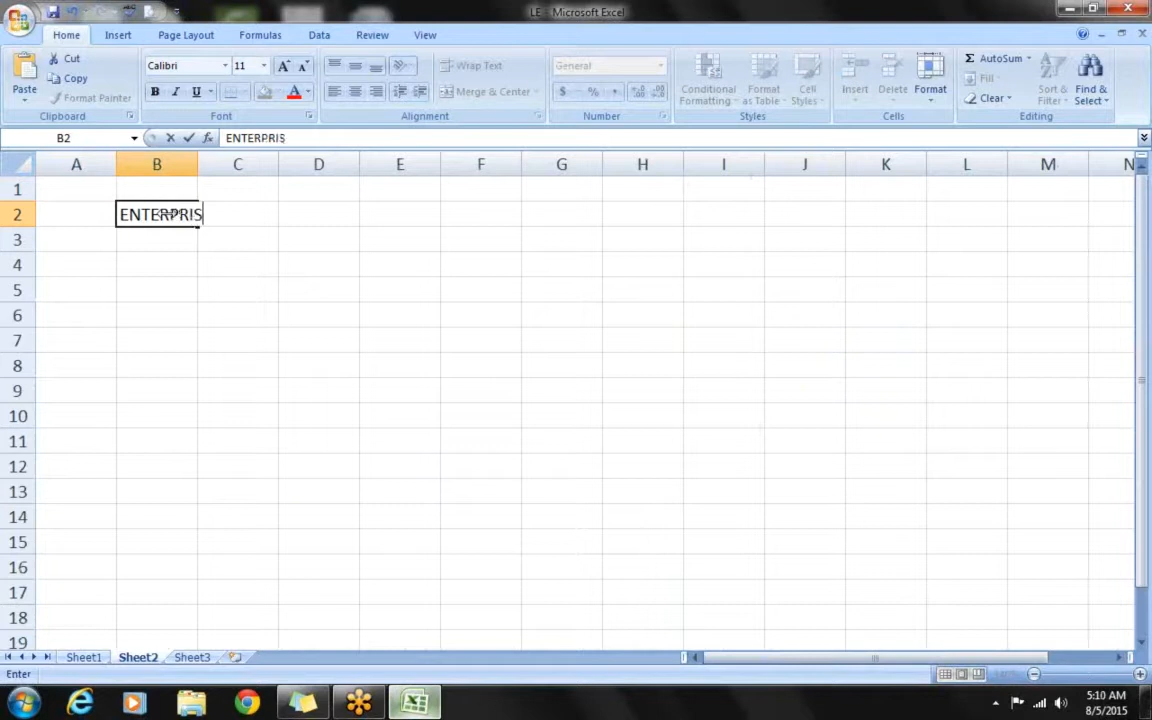 LE - Microsoft Excel
Home Insert Page Layout Formulas Data Review View
Cut
Copy
Format Painter
Paste
Clipboard
Calibri 11
B I U
Font
Wrap Text
Merge & Center
Alignment
General
$ % ,
Number
Conditional Formatting
Format as Table
Cell Styles
Styles
Insert Delete Format
Cells
Σ AutoSum
Fill
Clear
Sort & Filter
Find & Select
Editing
B2 fx ENTERPRIS
A B C D E F G H I J K L M N
1
2 ENTERPRIS
3
4
5
6
7
8
9
10
11
12
13
14
15
16
17
18
19
Sheet1 Sheet2 Sheet3
Enter
5:10 AM
8/5/2015